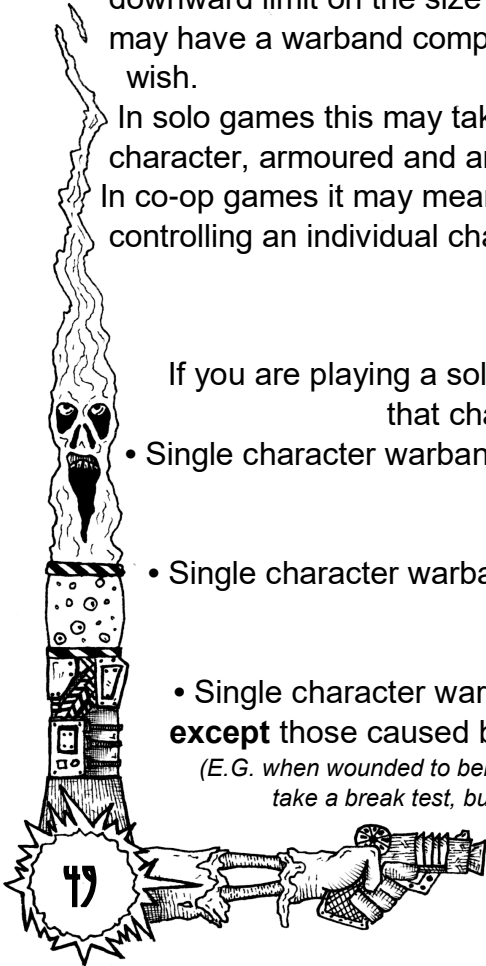 downward limit on the size
may have a warband comp
wish.
In solo games this may tak
character, armoured and a
In co-op games it may mea
controlling an individual cha
If you are playing a sol
that cha
• Single character warban
• Single character warba
• Single character war
except those caused b
(E.G. when wounded to be
take a break test, bu
49